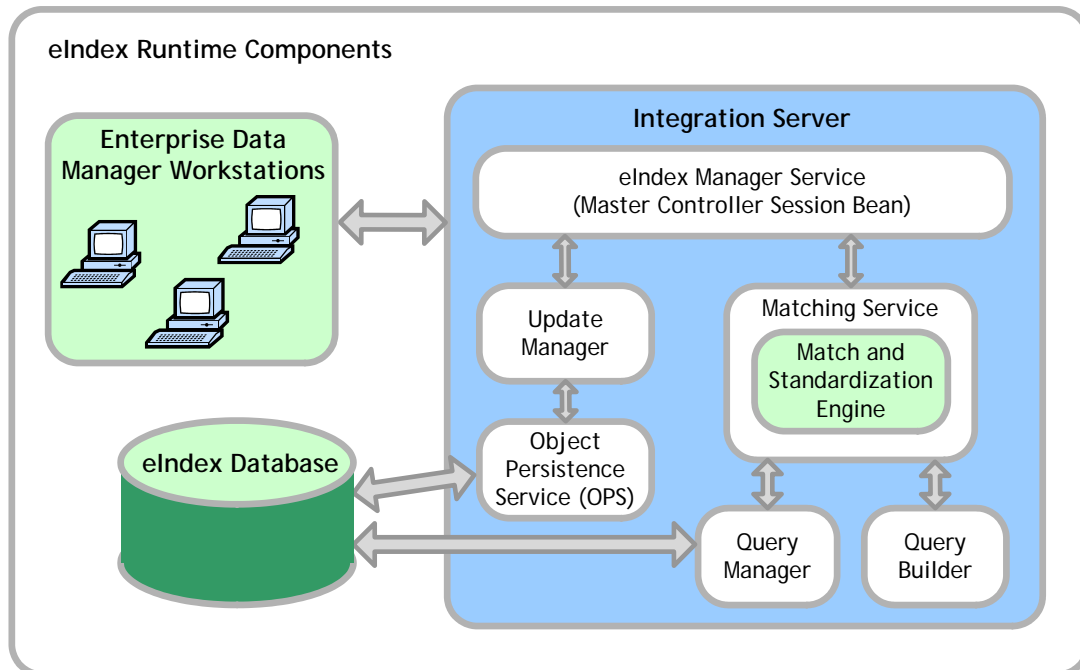 eIndex Runtime Components
Enterprise Data
Manager Workstations
Integration Server
eIndex Manager Service
(Master Controller Session Bean)
Update
Manager
Matching Service
Match and
Standardization
Engine
eIndex Database
Object
Persistence
Service (OPS)
Query
Manager
Query
Builder